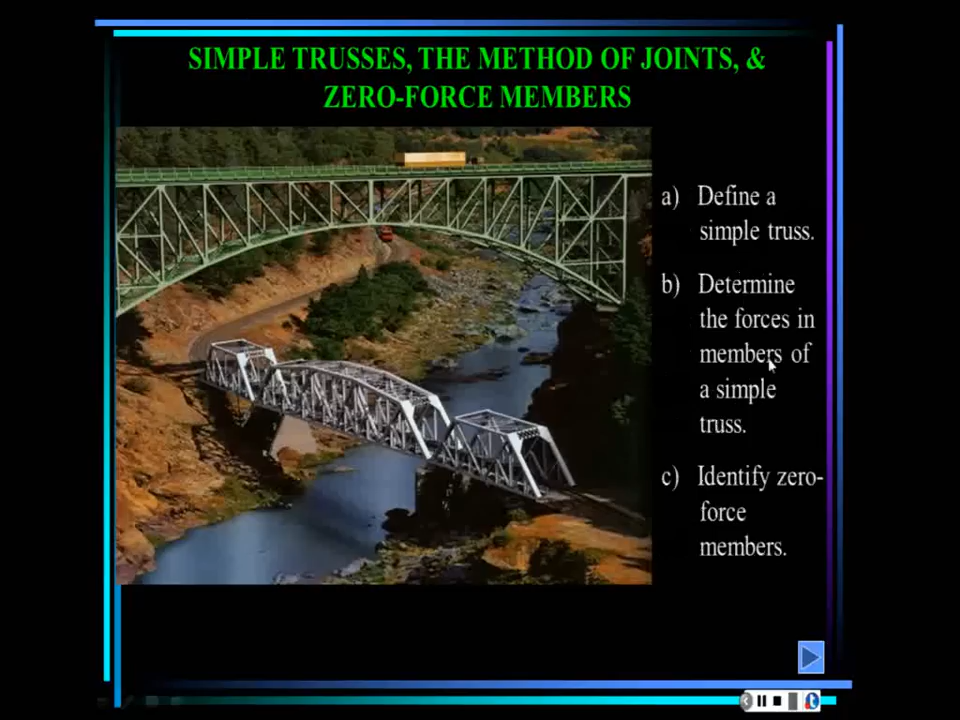 SIMPLE TRUSSES, THE METHOD OF JOINTS, &
ZERO-FORCE MEMBERS
a) Define a
simple truss.
b) Determine
the forces in
members of
a simple
truss.
c) Identify zero-
force
members.